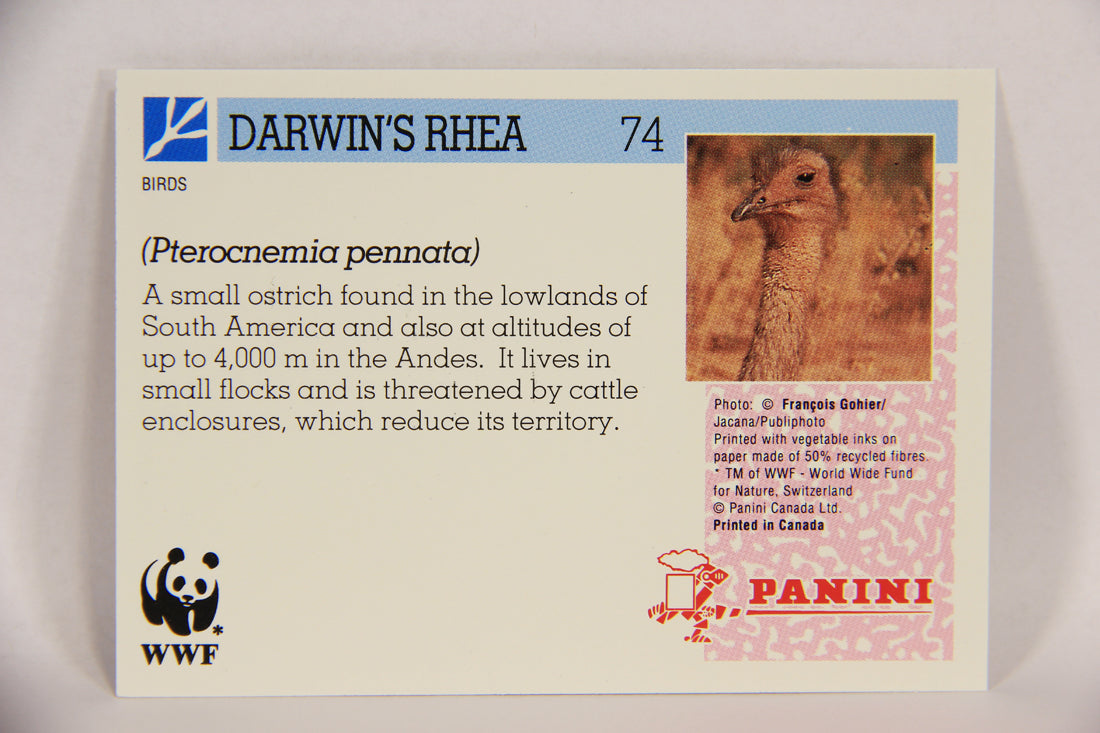 DARWIN'S RHEA 74
BIRDS
(Pterocnemia pennata)
A small ostrich found in the lowlands of
South America and also at altitudes of
up to 4,000 m in the Andes. It lives in
small flocks and is threatened by cattle
enclosures, which reduce its territory.
Photo: © François Gohier/
Jacana/Publiphoto
Printed with vegetable inks on
paper made of 50% recycled fibres.
* TM of WWF - World Wide Fund
for Nature, Switzerland
© Panini Canada Ltd.
Printed in Canada
PANINI
*
WWF